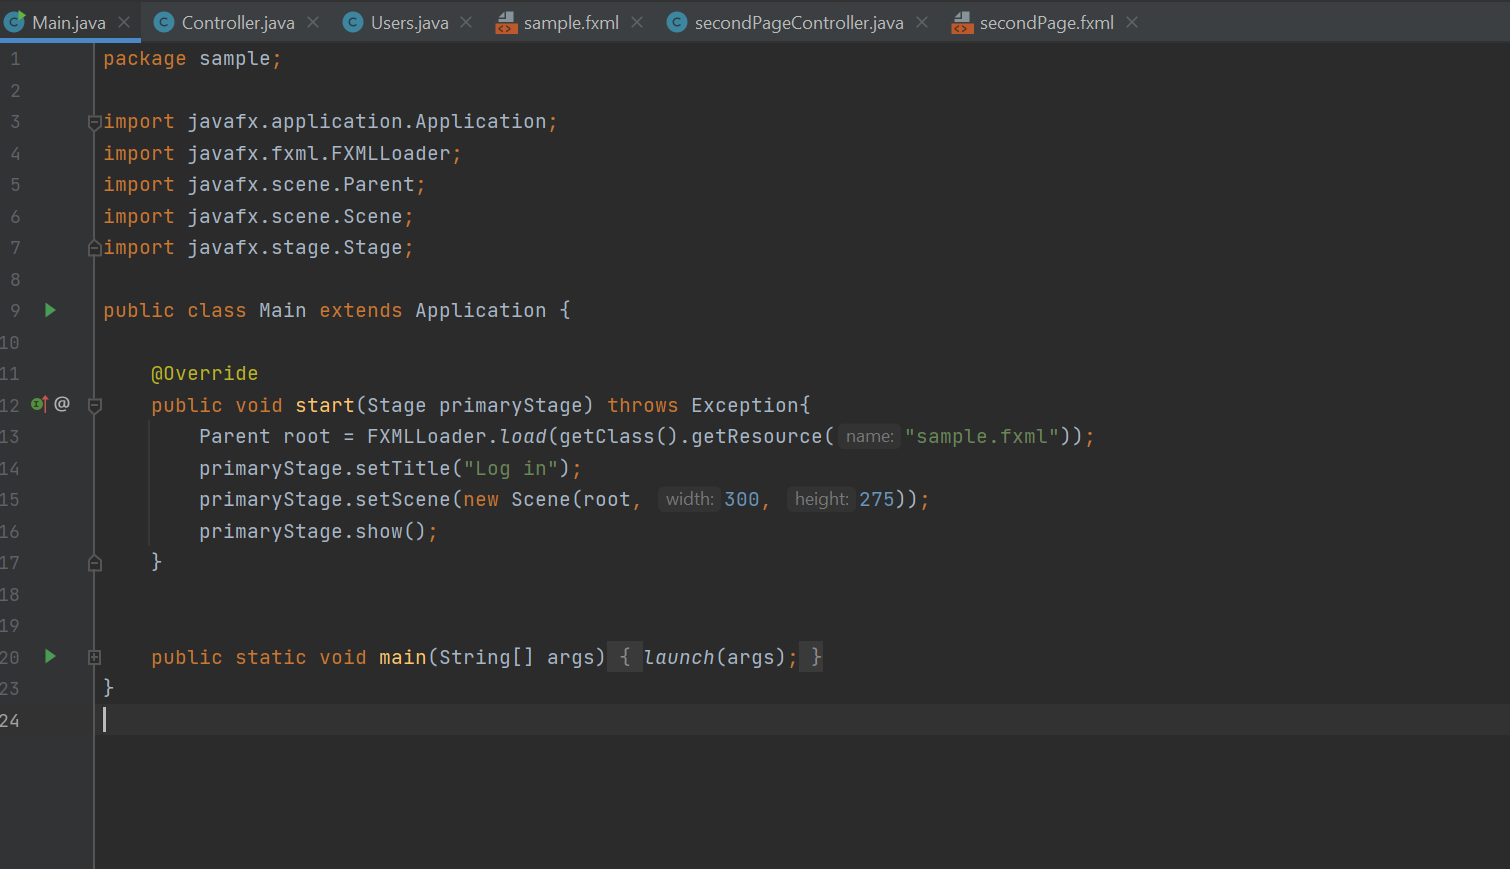 Main.java Controller.java Users.java sample.fxml secondPageController.java secondPage.fxml
1 package sample;
2
3 import javafx.application.Application;
4 import javafx.fxml.FXMLLoader;
5 import javafx.scene.Parent;
6 import javafx.scene.Scene;
7 import javafx.stage.Stage;
8
9 public class Main extends Application {
10
11 @Override
12 @ public void start(Stage primaryStage) throws Exception{
13 Parent root = FXMLLoader.load(getClass().getResource( name: "sample.fxml"));
14 primaryStage.setTitle("Log in");
15 primaryStage.setScene(new Scene(root, width: 300, height: 275));
16 primaryStage.show();
17 }
18
19
20 public static void main(String[] args) { launch(args); }
23 }
24